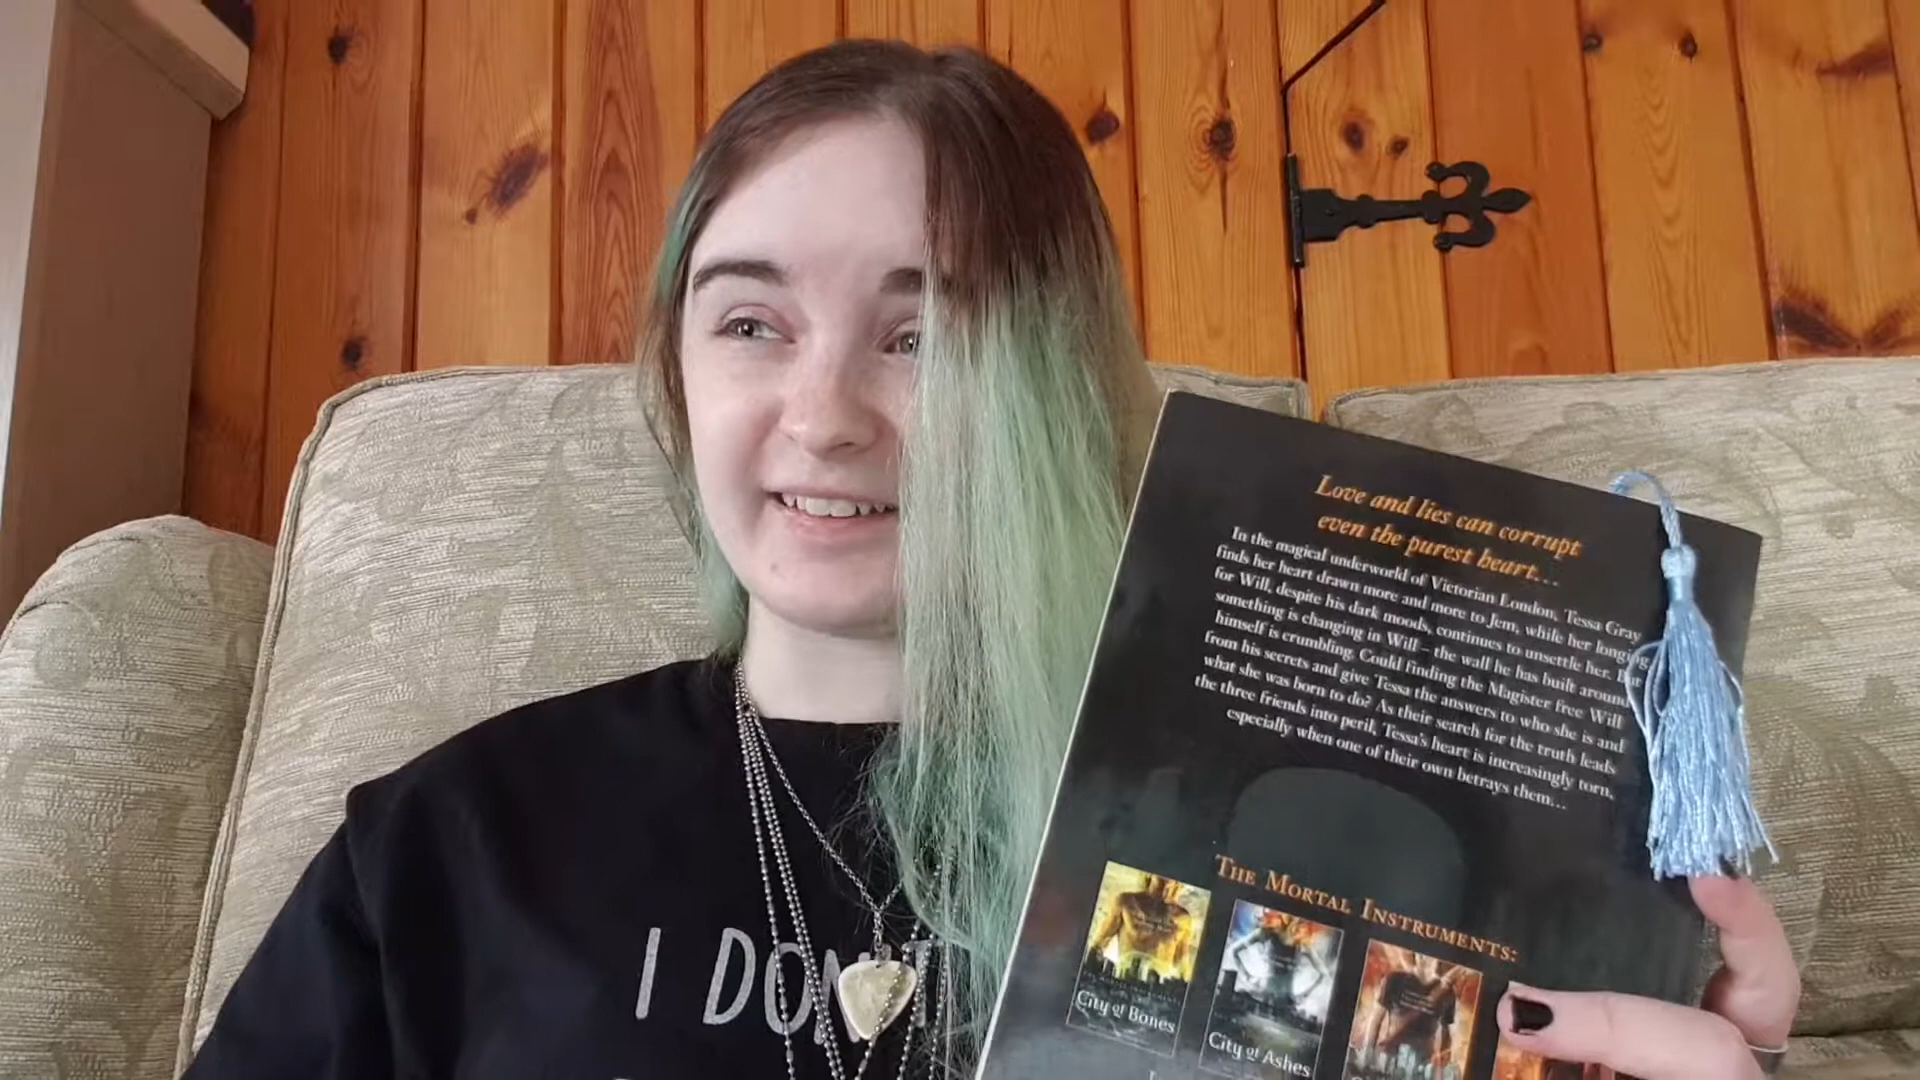 Love and lies can corrupt
even the purest heart...
In the magical underworld of Victorian London, Tessa Gray
finds her heart drawn more and more to Jem, while her longing
for Will, despite his dark moods, continues to unsettle her. But
something is changing in Will – the wall he has built around
himself is crumbling. Could finding the Magister free Will
from his secrets and give Tessa the answers to who she is and
what she was born to do? As their search for the truth leads
the three friends into peril, Tessa's heart is increasingly torn,
especially when one of their own betrays them...
THE MORTAL INSTRUMENTS:
City of Bones
City of Ashes
I DON'T